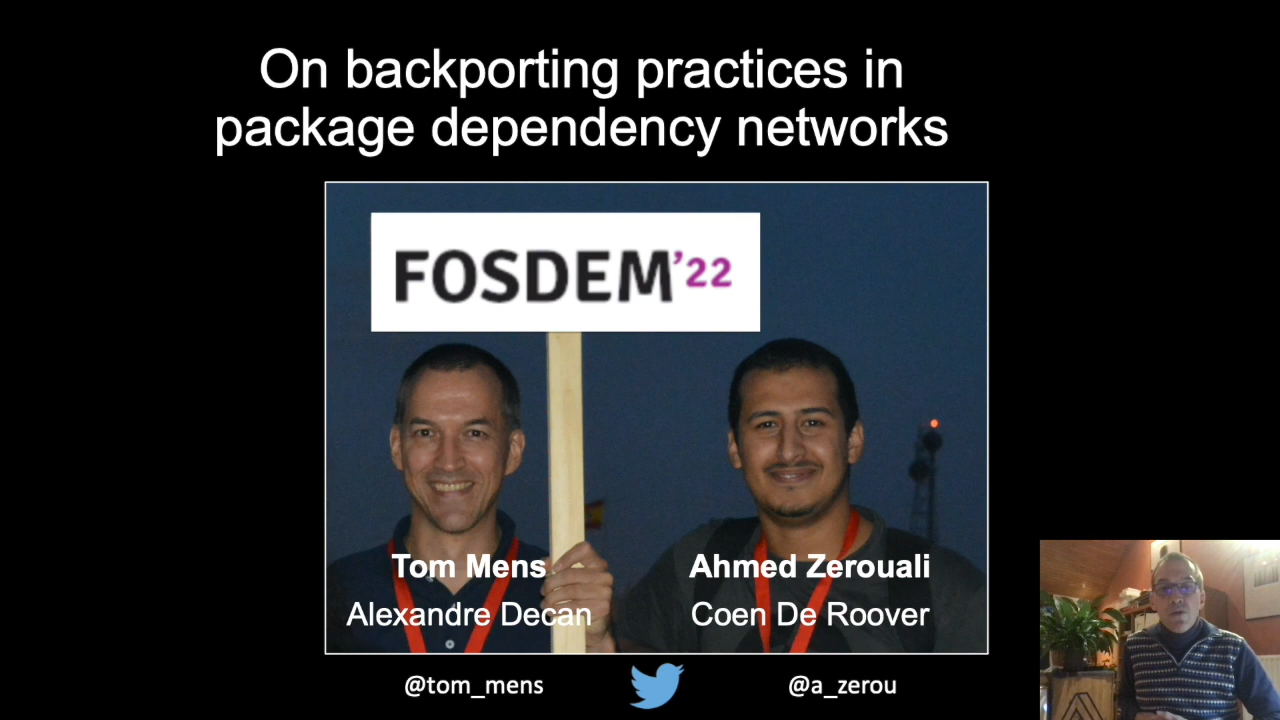 On backporting practices in
package dependency networks
FOSDEM'22
Tom Mens
Ahmed Zerouali
Alexandre Decan
Coen De Roover
@tom_mens
@a_zerou